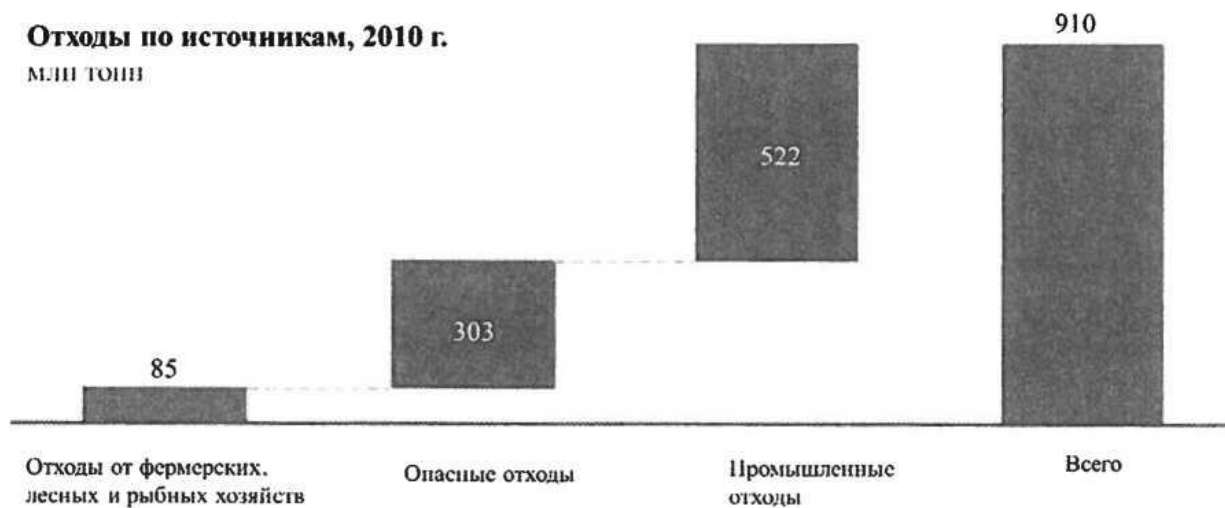 Отходы по источникам, 2010 г.
млн тонн
910
522
303
85
Отходы от фермерских,
лесных и рыбных хозяйств
Опасные отходы
Промышленные
отходы
Всего